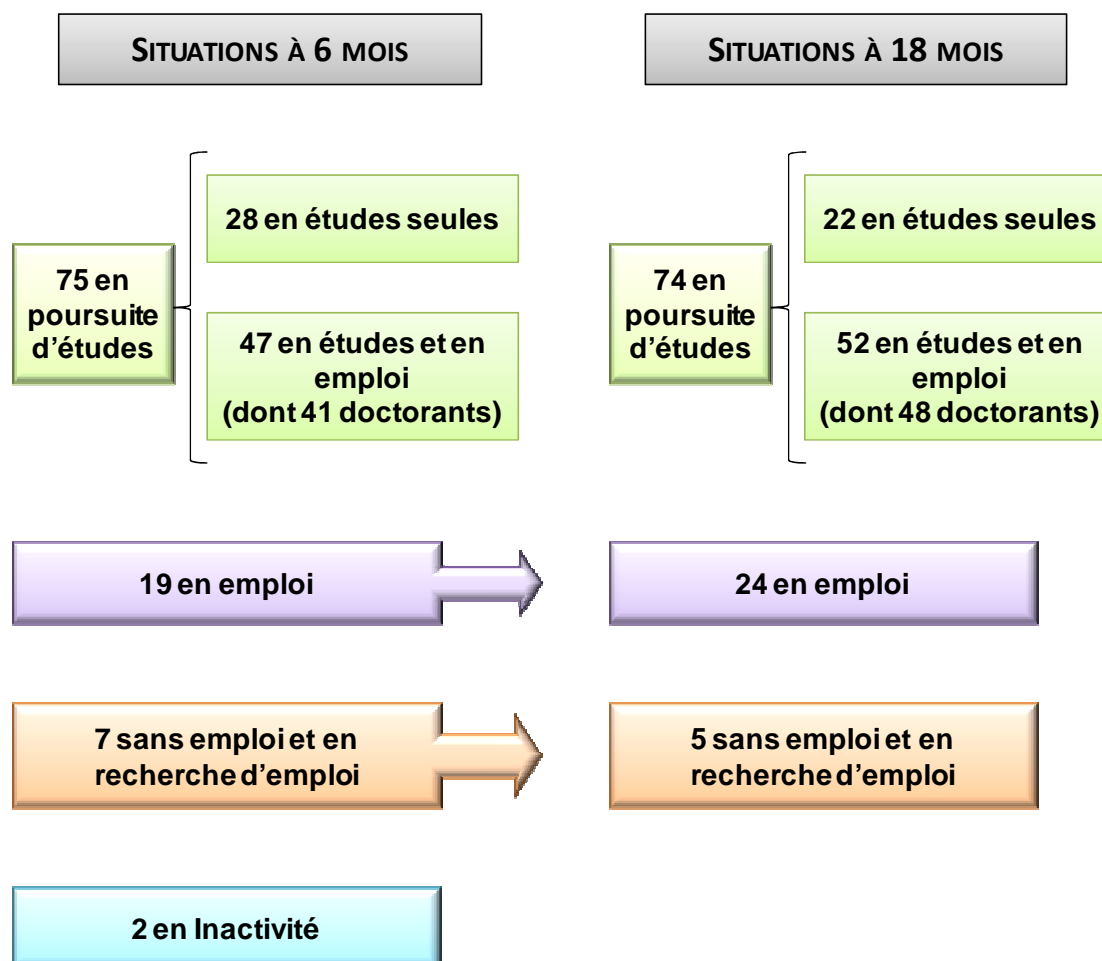 SITUATIONS À 6 MOIS
SITUATIONS À 18 MOIS
75 en
poursuite
d'études
28 en études seules
47 en études et en
emploi
(dont 41 doctorants)
74 en
poursuite
d'études
22 en études seules
52 en études et en
emploi
(dont 48 doctorants)
19 en emploi
24 en emploi
7 sans emploi et en
recherche d'emploi
5 sans emploi et en
recherche d'emploi
2 en Inactivité